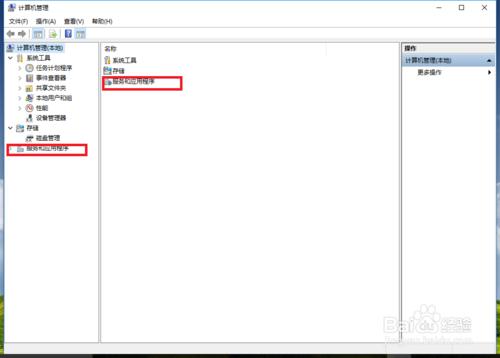 计算机管理
文件(F) 操作(A) 查看(V) 帮助(H)
计算机管理(本地)
系统工具
任务计划程序
事件查看器
共享文件夹
本地用户和组
性能
设备管理器
存储
磁盘管理
服务和应用程序
名称
系统工具
存储
服务和应用程序
操作
计算机管理(本地)
更多操作
Baidu 经验
jingyan.baidu.com